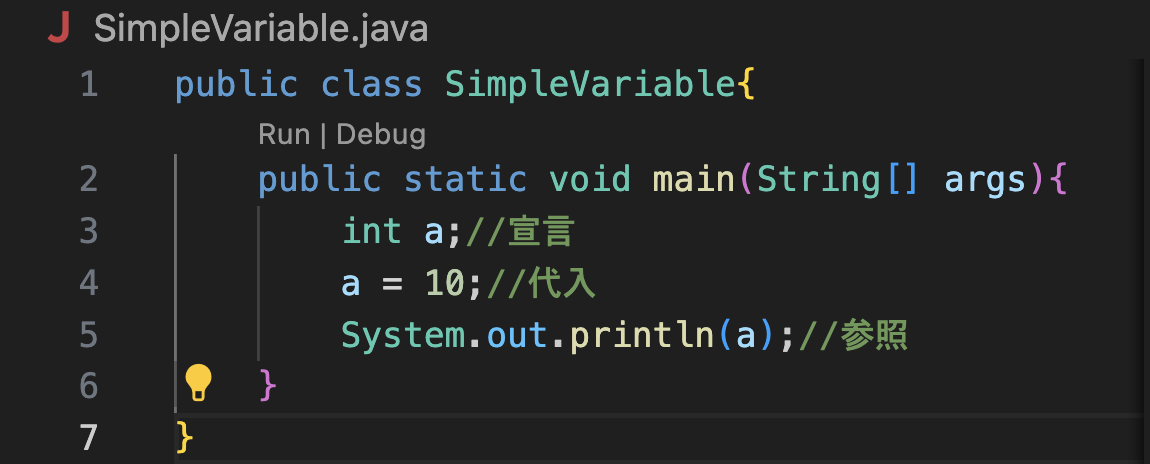 J SimpleVariable.java
1 public class SimpleVariable{
Run | Debug
2 public static void main(String[] args){
3 int a;//宣言
4 a = 10;//代入
5 System.out.println(a);//参照
6 }
7 }